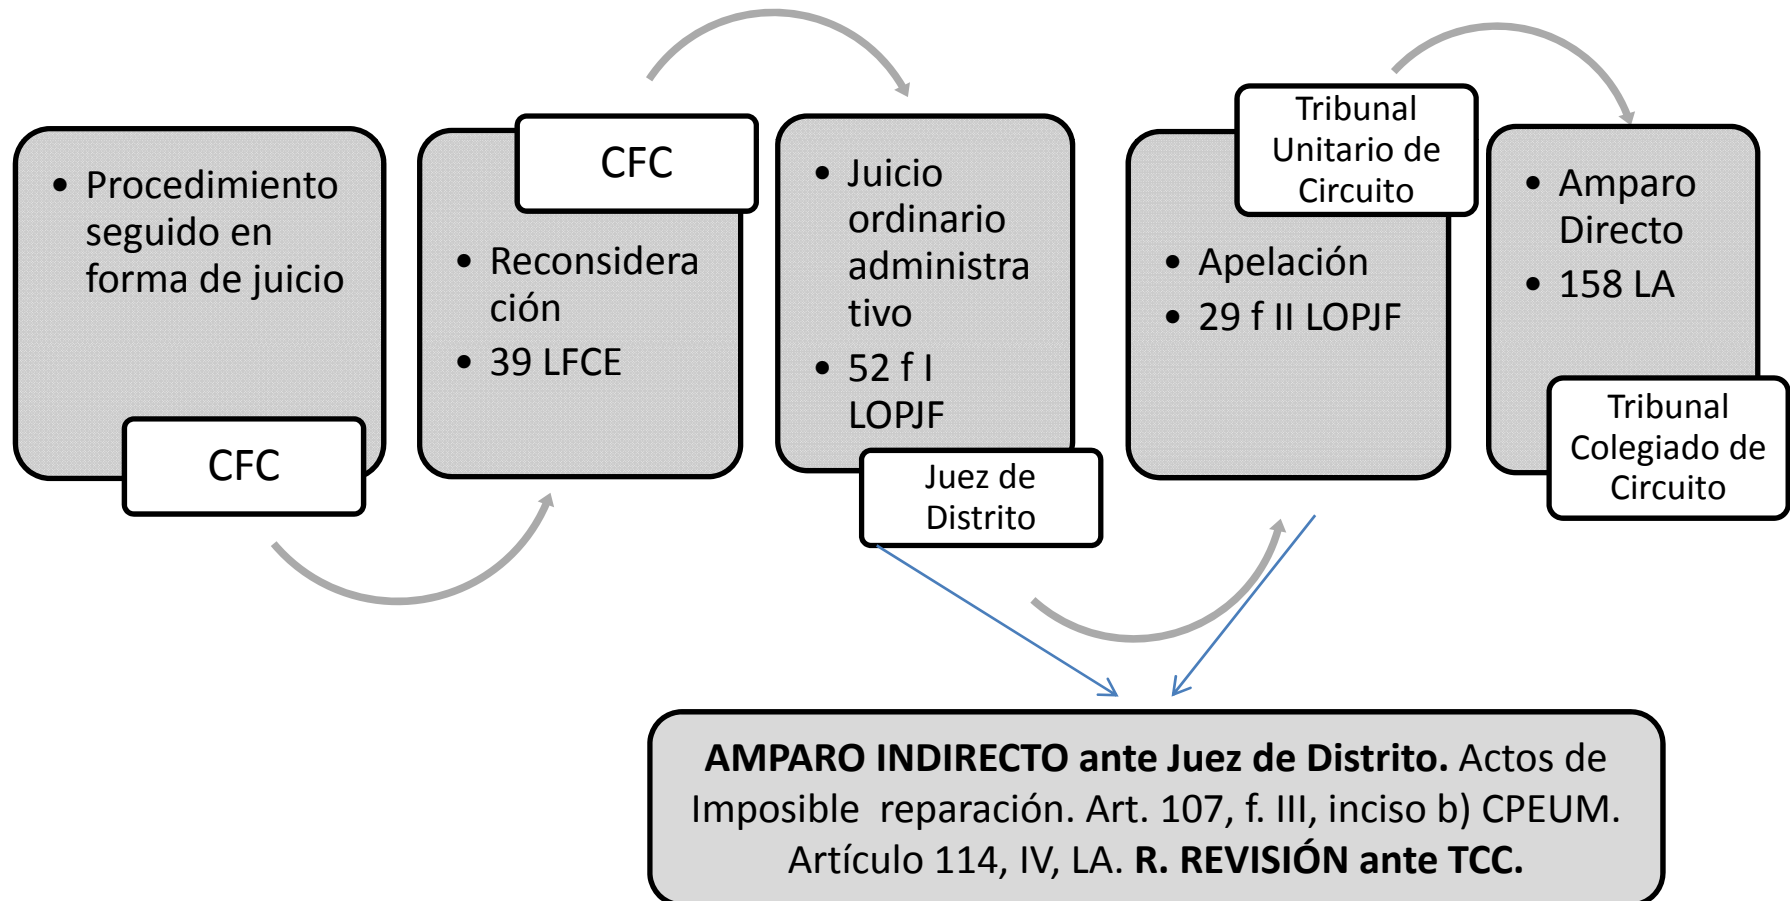 • Procedimiento
seguido en
forma de juicio
CFC
CFC
• Reconsidera
ción
• 39 LFCE
• Juicio
ordinario
administra
tivo
• 52 f I
LOPJF
Juez de
Distrito
Tribunal
Unitario de
Circuito
• Apelación
• 29 f II LOPJF
• Amparo
Directo
• 158 LA
Tribunal
Colegiado de
Circuito
AMPARO INDIRECTO ante Juez de Distrito. Actos de
Imposible reparación. Art. 107, f. III, inciso b) CPEUM.
Artículo 114, IV, LA. R. REVISIÓN ante TCC.